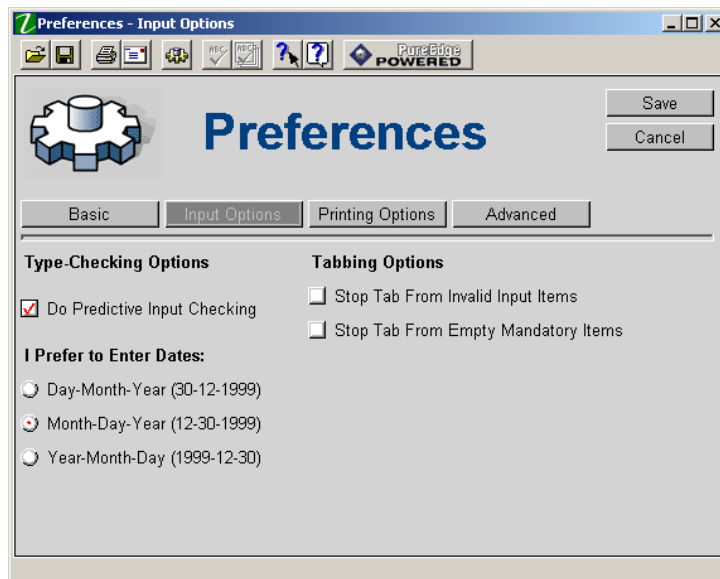 Preferences - Input Options
ABC ABC PureEdge
POWERED
Preferences
Save
Cancel
Basic Input Options Printing Options Advanced
Type-Checking Options Tabbing Options
Do Predictive Input Checking
Stop Tab From Invalid Input Items
Stop Tab From Empty Mandatory Items
I Prefer to Enter Dates:
Day-Month-Year (30-12-1999)
Month-Day-Year (12-30-1999)
Year-Month-Day (1999-12-30)